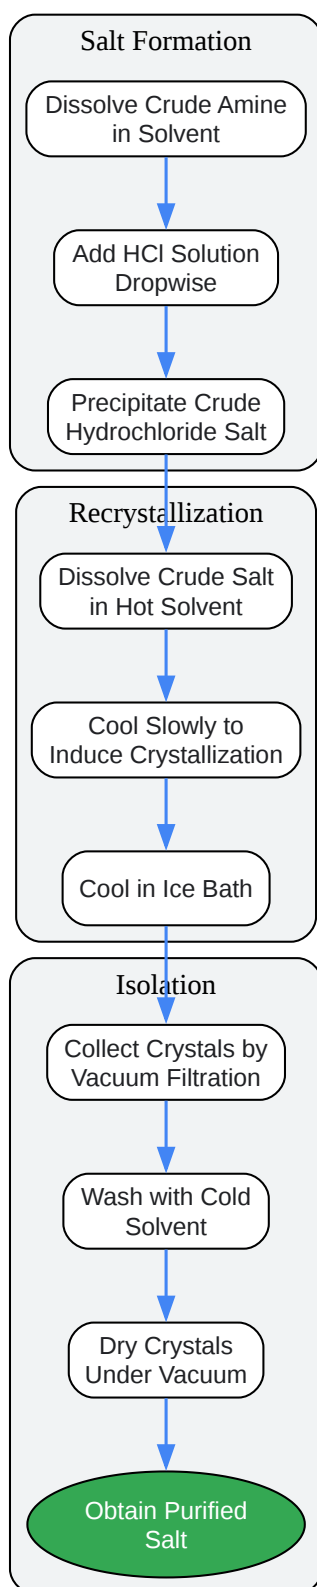 Salt Formation
Dissolve Crude Amine
in Solvent
Add HCl Solution
Dropwise
Precipitate Crude
Hydrochloride Salt
Recrystallization
Dissolve Crude Salt
in Hot Solvent
Cool Slowly to
Induce Crystallization
Cool in Ice Bath
Isolation
Collect Crystals by
Vacuum Filtration
Wash with Cold
Solvent
Dry Crystals
Under Vacuum
Obtain Purified
Salt